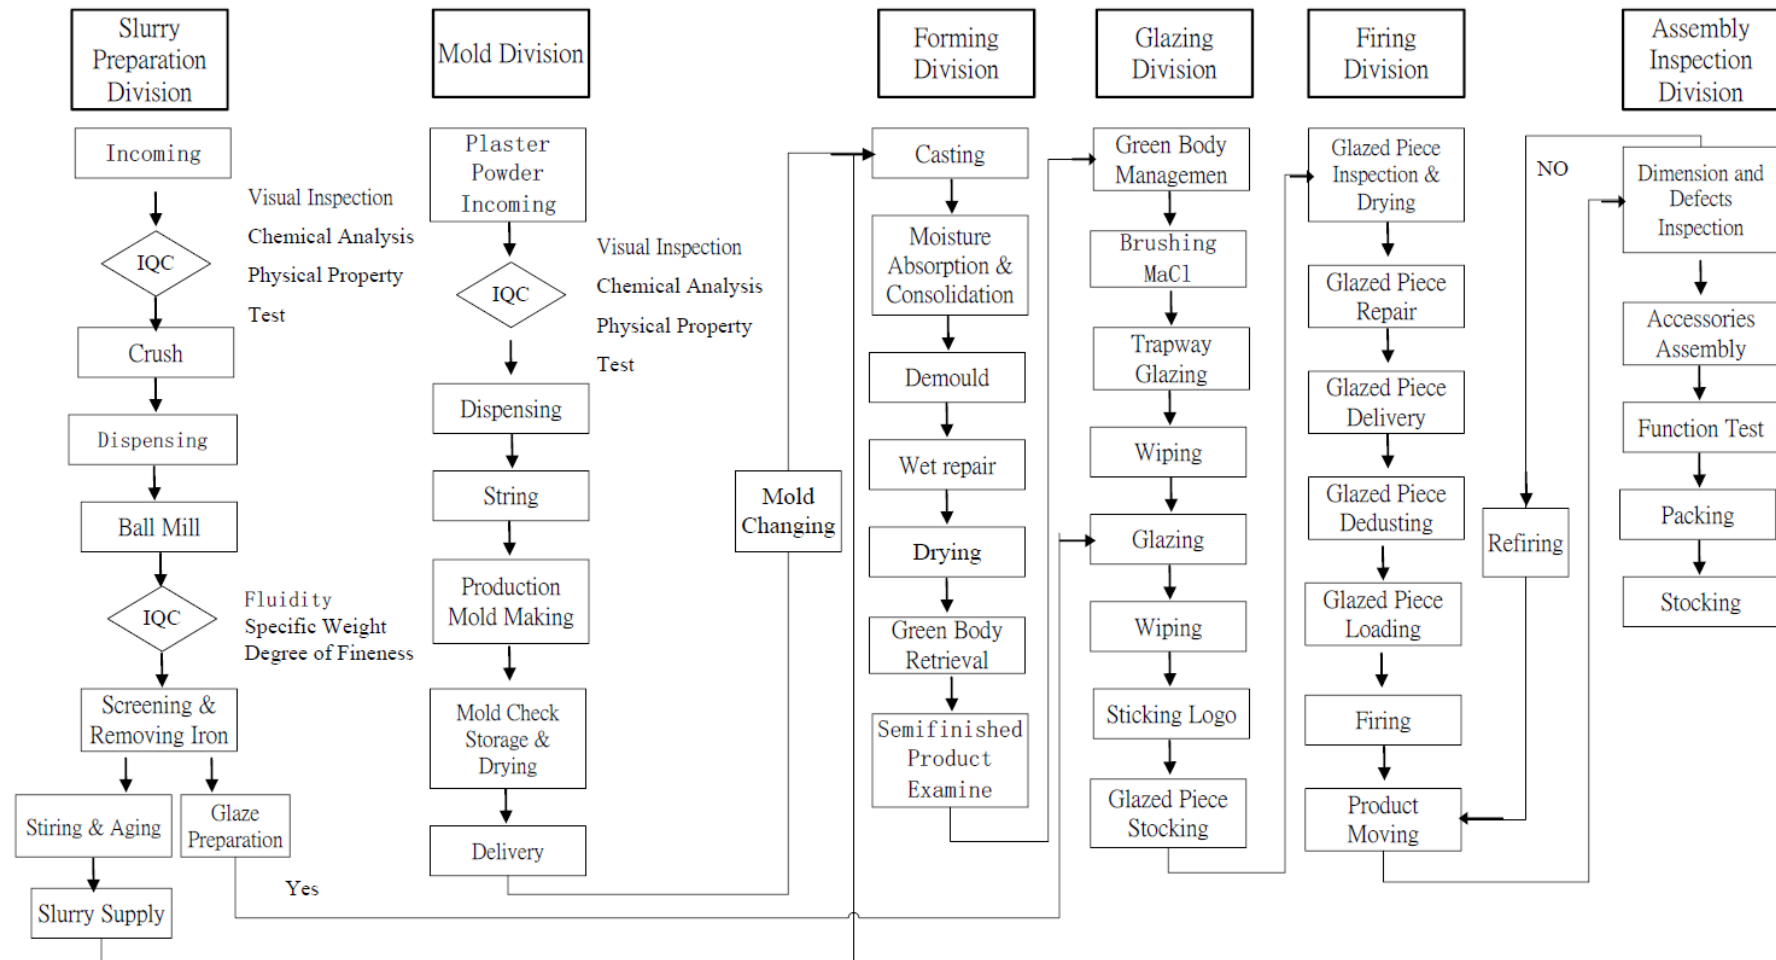 Slurry
Preparation
Division
Incoming
Visual Inspection
Chemical Analysis
IQC
Physical Property
Test
Crush
Dispensing
Ball Mill
IQC
Fluidity
Specific Weight
Degree of Fineness
Screening &
Removing Iron
Stiring & Aging
Glaze
Preparation
Yes
Slurry Supply
Mold Division
Plaster
Powder
Incoming
Visual Inspection
Chemical Analysis
IQC
Physical Property
Test
Dispensing
String
Production
Mold Making
Mold Check
Storage &
Drying
Delivery
Mold
Changing
Forming
Division
Casting
Moisture
Absorption &
Consolidation
Demould
Wet repair
Drying
Green Body
Retrieval
Semifinished
Product
Examine
Glazing
Division
Green Body
Managemen
Brushing
MaCl
Trapway
Glazing
Wiping
Glazing
Wiping
Sticking Logo
Glazed Piece
Stocking
Firing
Division
Glazed Piece
Inspection &
Drying
Glazed Piece
Repair
Glazed Piece
Delivery
Glazed Piece
Dedusting
Glazed Piece
Loading
Firing
Product
Moving
NO
Refiring
Assembly
Inspection
Division
Dimension and
Defects
Inspection
Accessories
Assembly
Function Test
Packing
Stocking